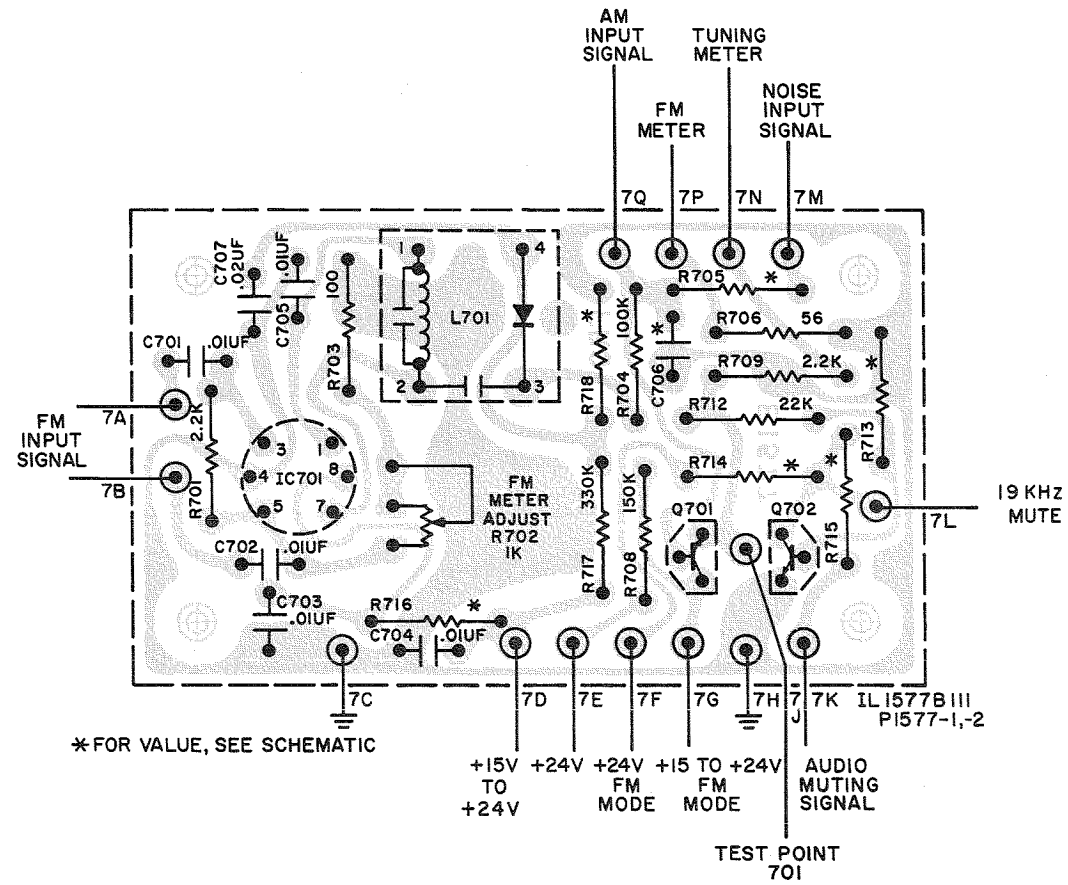 AM
INPUT
SIGNAL
TUNING
METER
FM
METER
NOISE
INPUT
SIGNAL
7Q
7P
7N
7M
C707
.02UF
.01UF
C705
100
R703
1
4
L701
2
3
C701
.01UF
R705
*
R706
56
R709
2.2K
R712
22K
R714
*
*
R718
100K
R704
*
C706
*
R713
*
R715
7A
FM
INPUT
SIGNAL
7B
2.2K
R701
3
1
4
IC701
8
5
7
FM
METER
ADJUST
R702
1K
330K
R717
150K
R708
Q701
Q702
7L
19 KHz
MUTE
C702
.01UF
C703
.01UF
R716
*
C704
.01UF
7C
7D
7E
7F
7G
7H
7
J
7K
IL1577B111
P1577-1,-2
*FOR VALUE, SEE SCHEMATIC
+15V
TO
+24V
+24V
+24V
FM
MODE
+15 TO +24V
FM
MODE
AUDIO
MUTING
SIGNAL
TEST POINT
701